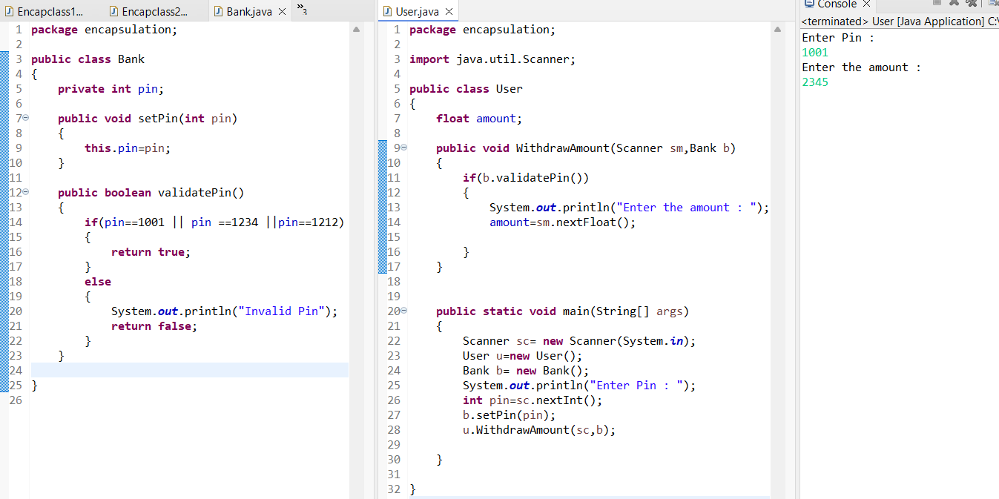 Encapclass1...
Encapclass2...
Bank.java
»3
1 package encapsulation;
2
3 public class Bank
4 {
5 private int pin;
6
7 public void setPin(int pin)
8 {
9 this.pin=pin;
10 }
11
12 public boolean validatePin()
13 {
14 if(pin==1001 || pin ==1234 ||pin==1212)
15 {
16 return true;
17 }
18 else
19 {
20 System.out.println("Invalid Pin");
21 return false;
22 }
23 }
24
25 }
26
User.java
1 package encapsulation;
2
3 import java.util.Scanner;
4
5 public class User
6 {
7 float amount;
8
9 public void WithdrawAmount(Scanner sm,Bank b)
10 {
11 if(b.validatePin())
12 {
13 System.out.println("Enter the amount : ");
14 amount=sm.nextFloat();
15
16 }
17 }
18
19
20 public static void main(String[] args)
21 {
22 Scanner sc= new Scanner(System.in);
23 User u=new User();
24 Bank b= new Bank();
25 System.out.println("Enter Pin : ");
26 int pin=sc.nextInt();
27 b.setPin(pin);
28 u.WithdrawAmount(sc,b);
29
30 }
31
32 }
Console
<terminated> User [Java Application] C:\
Enter Pin :
1001
Enter the amount :
2345